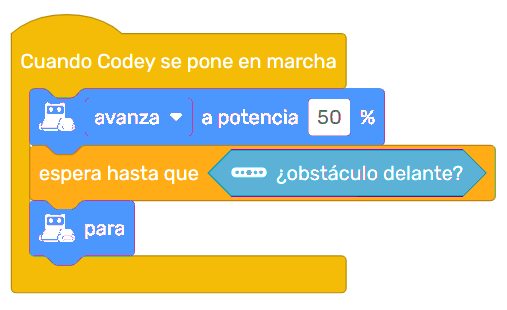 Cuando Codey se pone en marcha
avanza a potencia 50 %
espera hasta que ¿obstáculo delante?
para